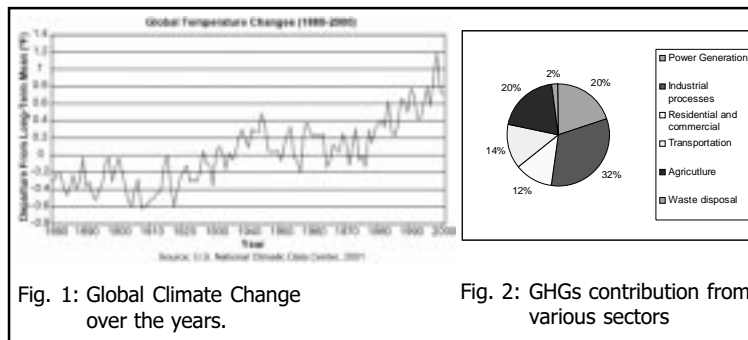 Global Temperature Changes (1880-2000)
Departure From Long-Term Mean (°F)
1.4
1.2
1
0.8
0.6
0.4
0.2
0
-0.2
-0.4
-0.6
-0.8
1880 1890 1900 1910 1920 1930 1940 1950 1960 1970 1980 1990 2000
Year
Source: U.S. National Climatic Data Center, 2001
2%
20%
20%
14%
12%
32%
Power Generation
Industrial
processes
Residential and
commercial
Transportation
Agricutlure
Waste disposal
Fig. 1: Global Climate Change
over the years.
Fig. 2: GHGs contribution from
various sectors